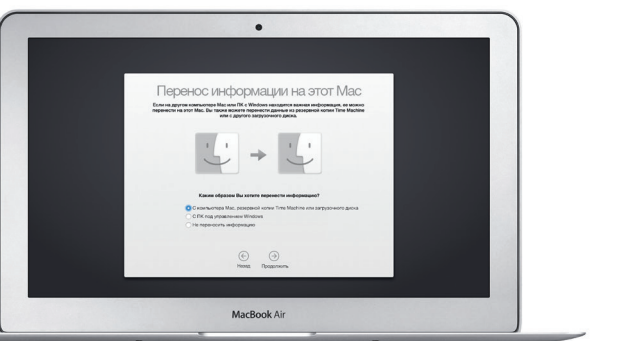 Перенос информации на этот Mac
Если на другом компьютере Mac или ПК с Windows находится важная информация, ее можно
перенести на этот Mac. Вы также можете перенести данные из резервной копии Time Machine
или с другого загрузочного диска.
Каким образом Вы хотите перенести информацию?
С компьютера Mac, резервной копии Time Machine или загрузочного диска
С ПК под управлением Windows
Не переносить информацию
Назад Продолжить
MacBook Air